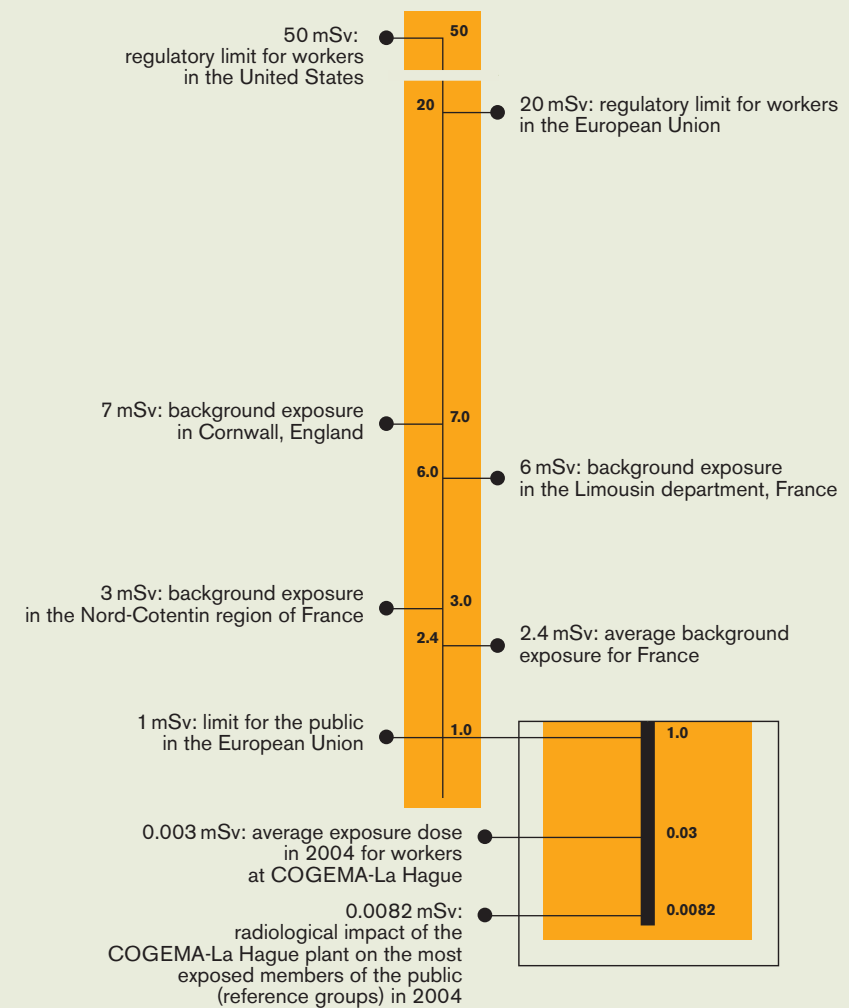 50 mSv:
regulatory limit for workers
in the United States
50
20
20 mSv: regulatory limit for workers
in the European Union
7 mSv: background exposure
in Cornwall, England
7.0
6.0
6 mSv: background exposure
in the Limousin department, France
3 mSv: background exposure
in the Nord-Cotentin region of France
3.0
2.4
2.4 mSv: average background
exposure for France
1 mSv: limit for the public
in the European Union
1.0
1.0
0.003 mSv: average exposure dose
in 2004 for workers
at COGEMA-La Hague
0.03
0.0082 mSv:
radiological impact of the
COGEMA-La Hague plant on the most
exposed members of the public
(reference groups) in 2004
0.0082